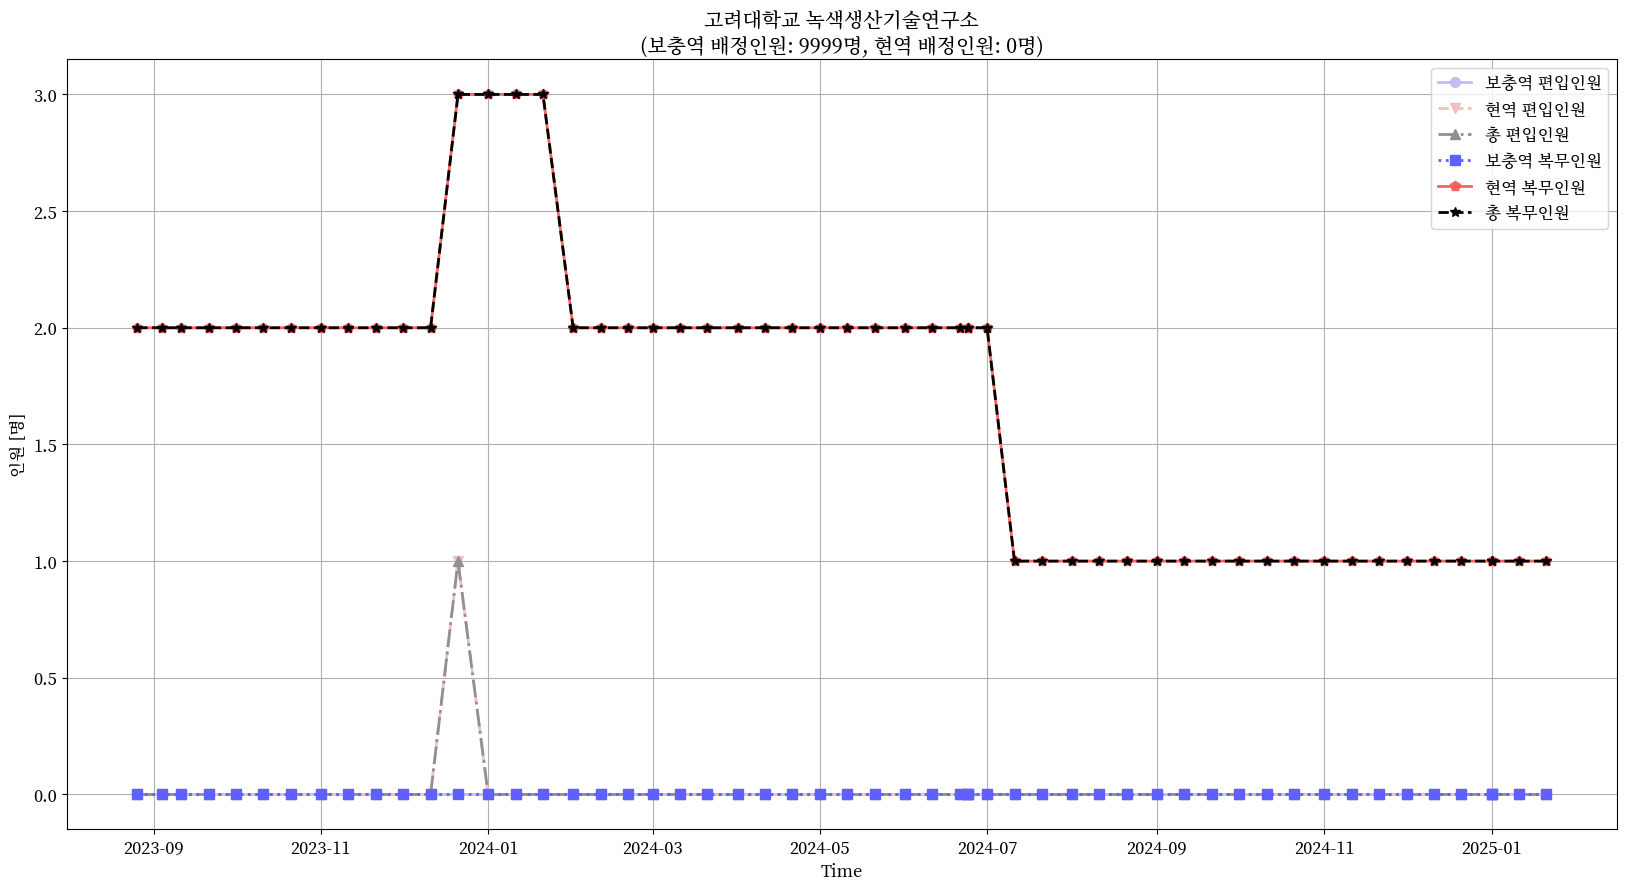 고려대학교 녹색생산기술연구소
(보충역 배정인원: 9999명, 현역 배정인원: 0명)
보충역 편입인원
현역 편입인원
총 편입인원
보충역 복무인원
현역 복무인원
총 복무인원
3.0
2.5
2.0
1.5
1.0
0.5
0.0
인원 [명]
2023-09
2023-11
2024-01
2024-03
2024-05
2024-07
2024-09
2024-11
2025-01
Time